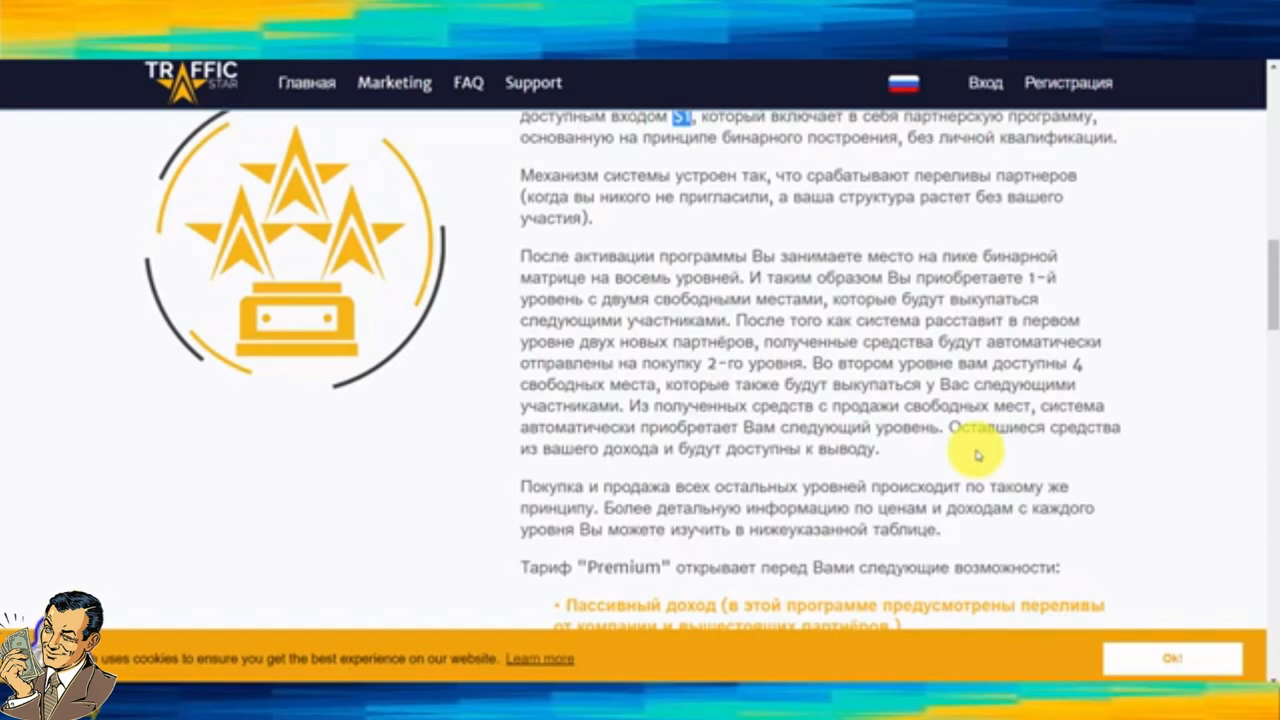 TRAFFIC
STAR
Главная Marketing FAQ Support Вход Регистрация
доступным входом $1, который включает в себя партнерскую программу,
основанную на принципе бинарного построения, без личной квалификации.
Механизм системы устроен так, что срабатывают переливы партнеров
(когда вы никого не пригласили, а ваша структура растет без вашего
участия).
После активации программы Вы занимаете место на пике бинарной
матрице на восемь уровней. И таким образом Вы приобретаете 1-й
уровень с двумя свободными местами, которые будут выкупаться
следующими участниками. После того как система расставит в первом
уровне двух новых партнёров, полученные средства будут автоматически
отправлены на покупку 2-го уровня. Во втором уровне вам доступны 4
свободных места, которые также будут выкупаться у Вас следующими
участниками. Из полученных средств с продажи свободных мест, система
автоматически приобретает Вам следующий уровень. Оставшиеся средства
из вашего дохода и будут доступны к выводу.
Покупка и продажа всех остальных уровней происходит по такому же
принципу. Более детальную информацию по ценам и доходам с каждого
уровня Вы можете изучить в нижеуказанной таблице.
Тариф "Premium" открывает перед Вами следующие возможности:
• Пассивный доход (в этой программе предусмотрены переливы
от компании и вышестоящих партнёров )
uses cookies to ensure you get the best experience on our website. Learn more
Ok!